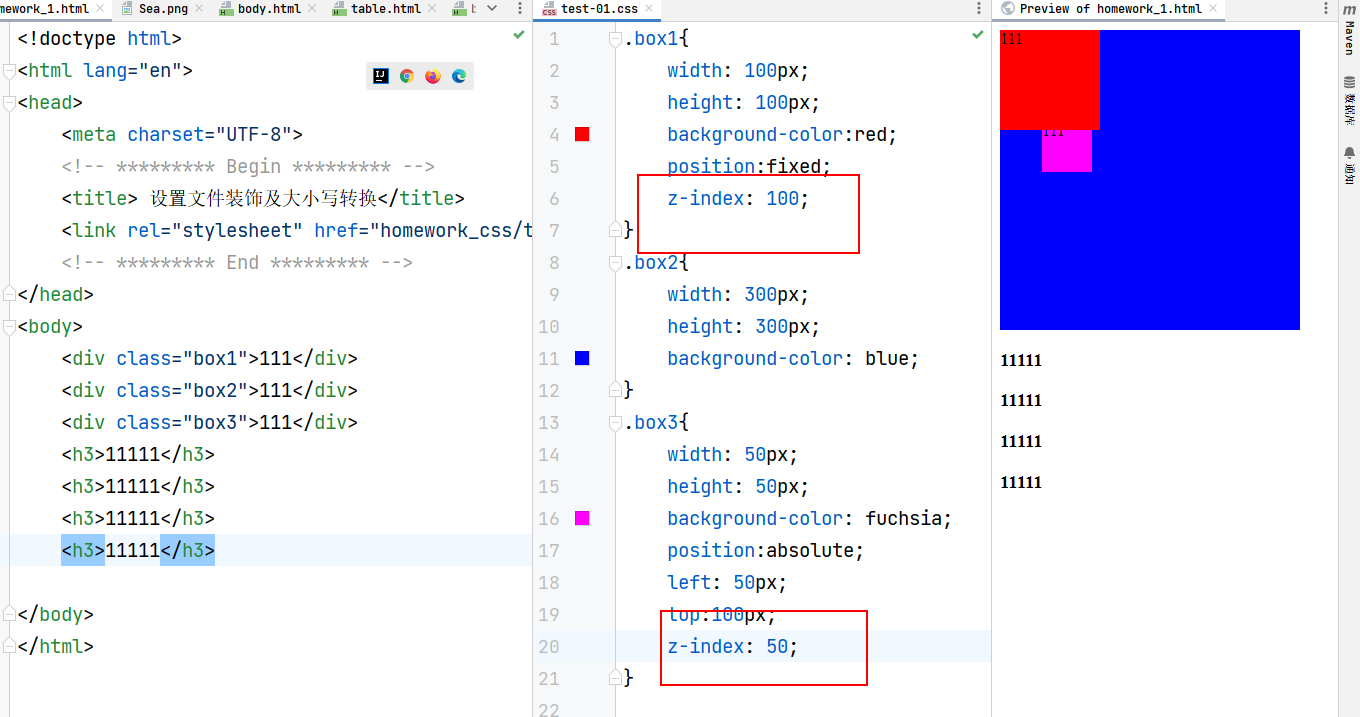 mework_1.html
Sea.png
body.html
table.html
test-01.css
Preview of homework_1.html
<!doctype html>
<html lang="en">
<head>
<meta charset="UTF-8">
<!-- ********* Begin ********* -->
<title> 设置文件装饰及大小写转换</title>
<link rel="stylesheet" href="homework_css/t
<!-- ********* End ********* -->
</head>
<body>
<div class="box1">111</div>
<div class="box2">111</div>
<div class="box3">111</div>
<h3>11111</h3>
<h3>11111</h3>
<h3>11111</h3>
<h3>11111</h3>
</body>
</html>
1 .box1{
2 width: 100px;
3 height: 100px;
4 background-color:red;
5 position:fixed;
6 z-index: 100;
7 }
8 .box2{
9 width: 300px;
10 height: 300px;
11 background-color: blue;
12 }
13 .box3{
14 width: 50px;
15 height: 50px;
16 background-color: fuchsia;
17 position:absolute;
18 left: 50px;
19 top:100px;
20 z-index: 50;
21 }
22
111
111
11111
11111
11111
11111
m
Maven
数据库
通知